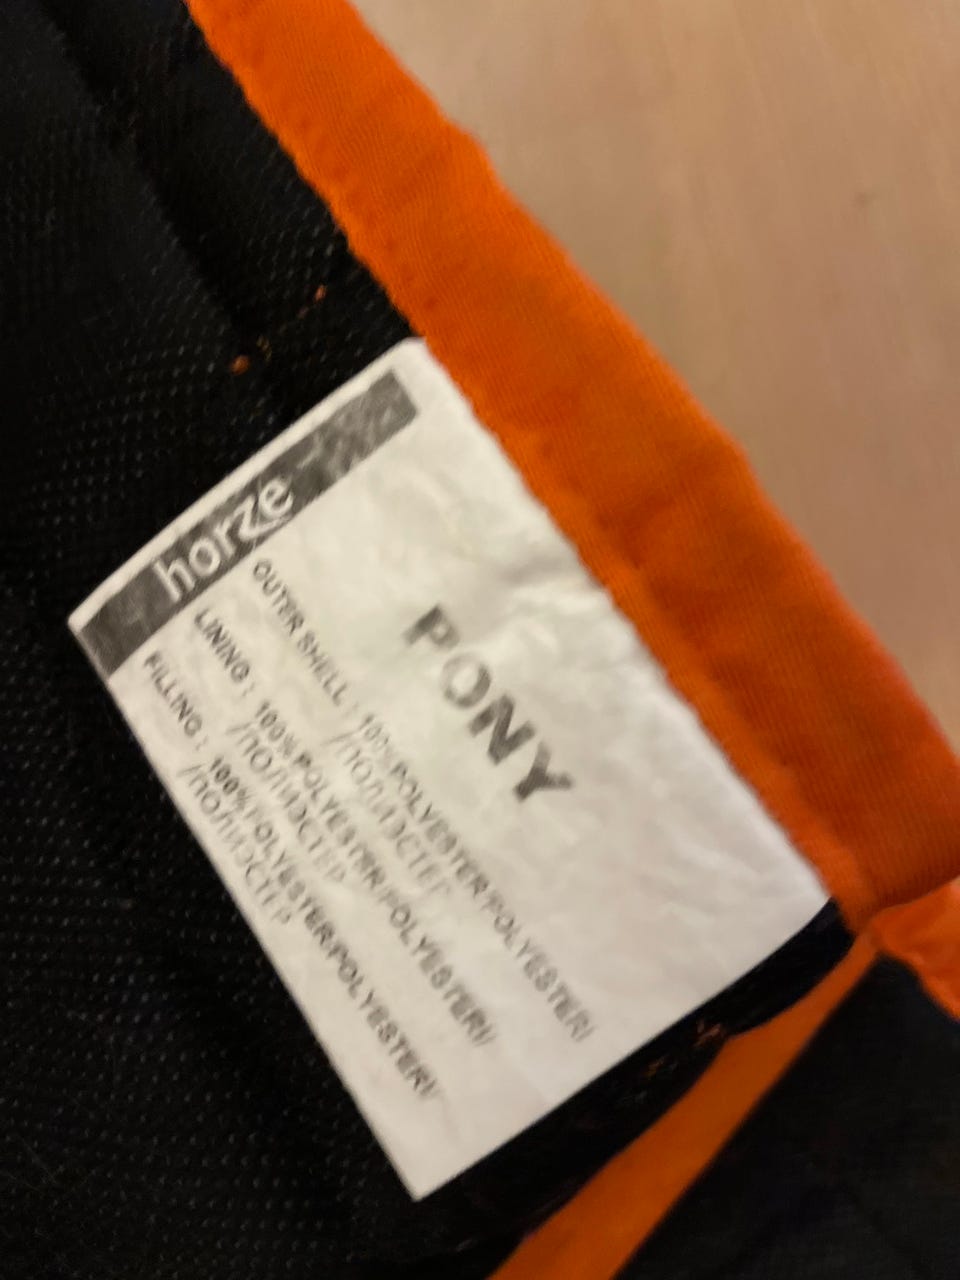 horze
PONY
OUTER SHELL : 100%POLYESTER/POLYESTERI/
/ПОЛИЭСТЕР
LINING : 100%POLYESTER/POLYESTERI/
/ПОЛИЭСТЕР
FILLING : 100%POLYESTER/POLYESTERI/
/ПОЛИЭСТЕР